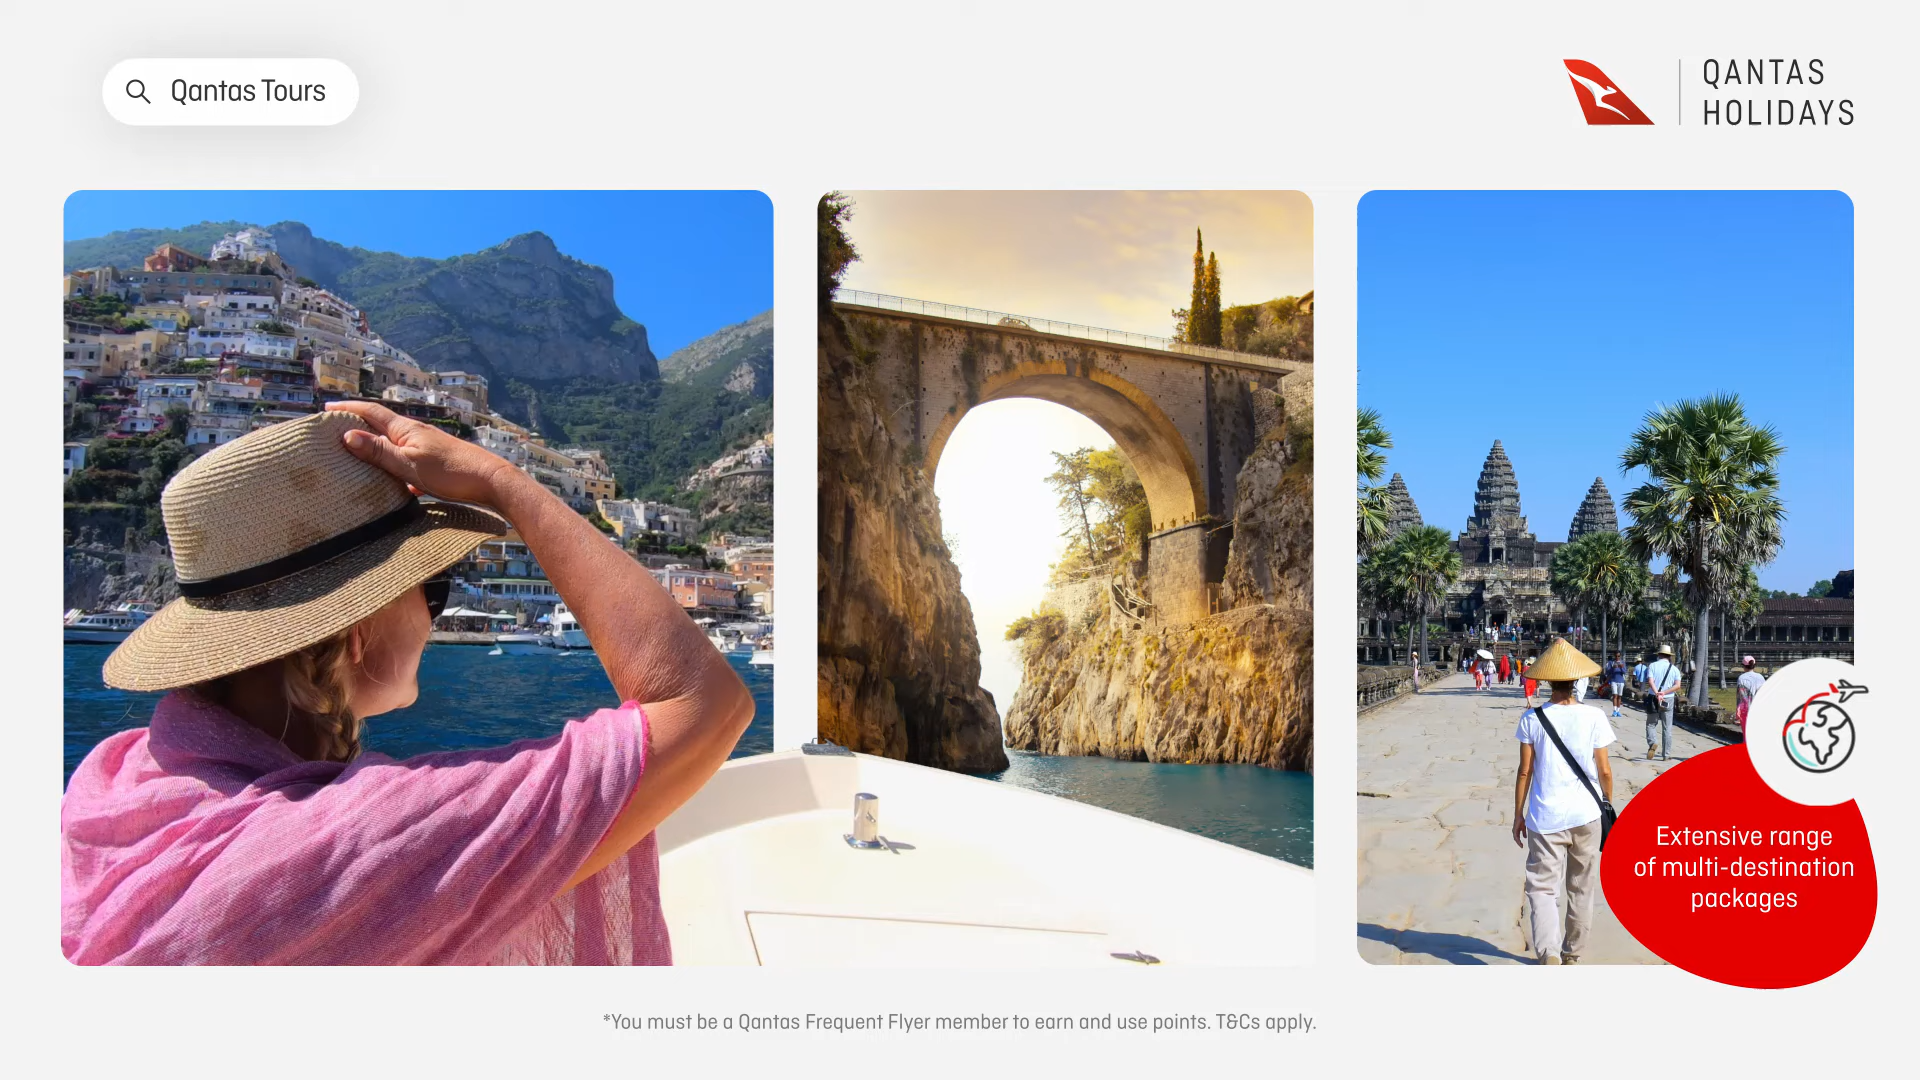 Qantas Tours
QANTAS
HOLIDAYS
Extensive range
of multi-destination
packages
*You must be a Qantas Frequent Flyer member to earn and use points. T&Cs apply.